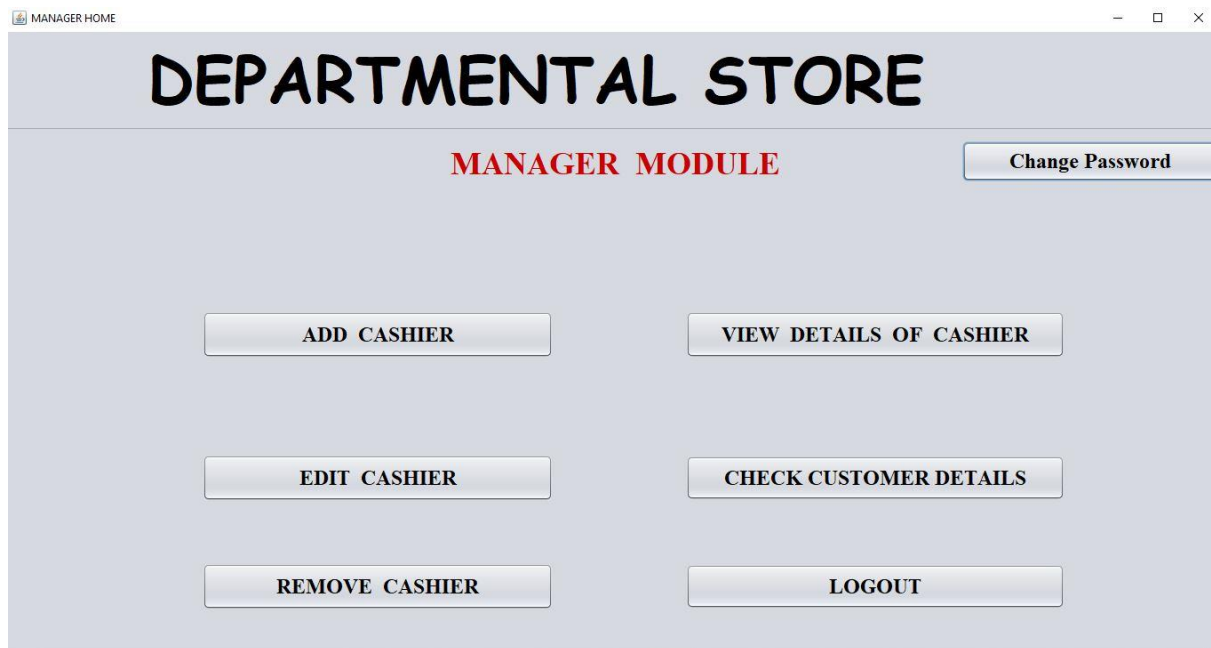 MANAGER HOME
DEPARTMENTAL STORE
MANAGER MODULE
Change Password
ADD CASHIER
VIEW DETAILS OF CASHIER
EDIT CASHIER
CHECK CUSTOMER DETAILS
REMOVE CASHIER
LOGOUT